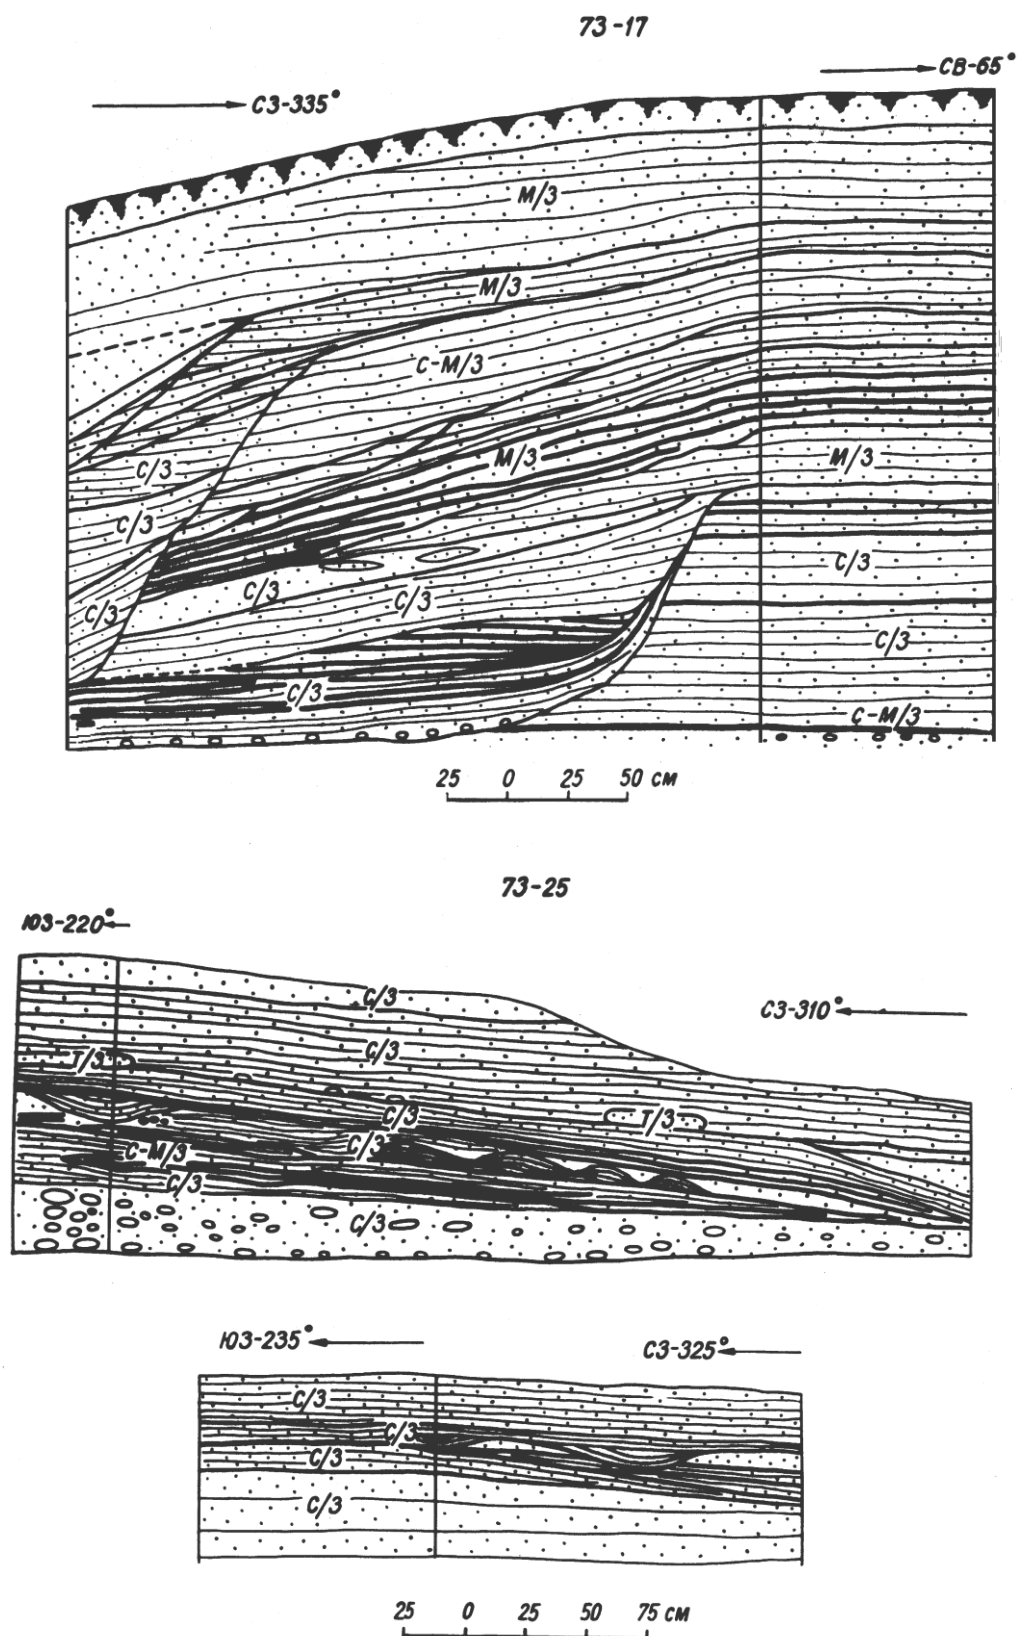 73-17
СВ-65°
СЗ-335°
М/З
М/З
С-М/З
М/З
М/З
С/З
С/З
С/З
С/З
С/З
С/З
С/З
С/З
С-М/З
25 0 25 50 см
73-25
ЮЗ-220°
С/З
СЗ-310°
С/З
Т/З
С/З
Т/З
С/З
С-М/З
С/З
С/З
ЮЗ-235°
СЗ-325°
С/З
С/З
С/З
С/З
25 0 25 50 75 см